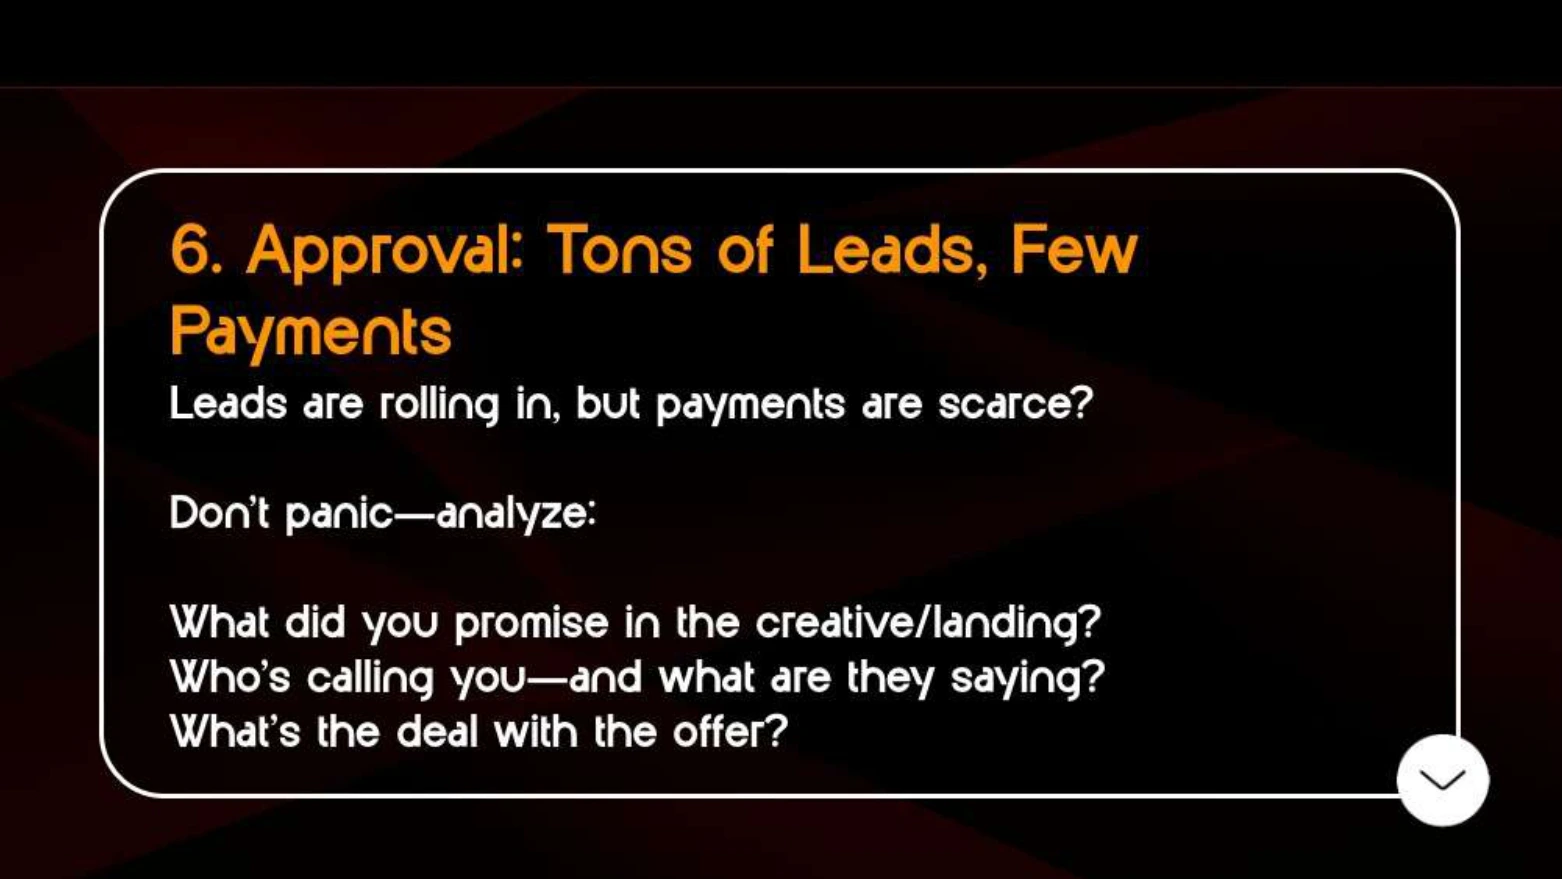 6. Approval: Tons of Leads, Few
Payments
Leads are rolling in, but payments are scarce?
Don’t panic—analyze:
What did you promise in the creative/landing?
Who’s calling you—and what are they saying?
What’s the deal with the offer?